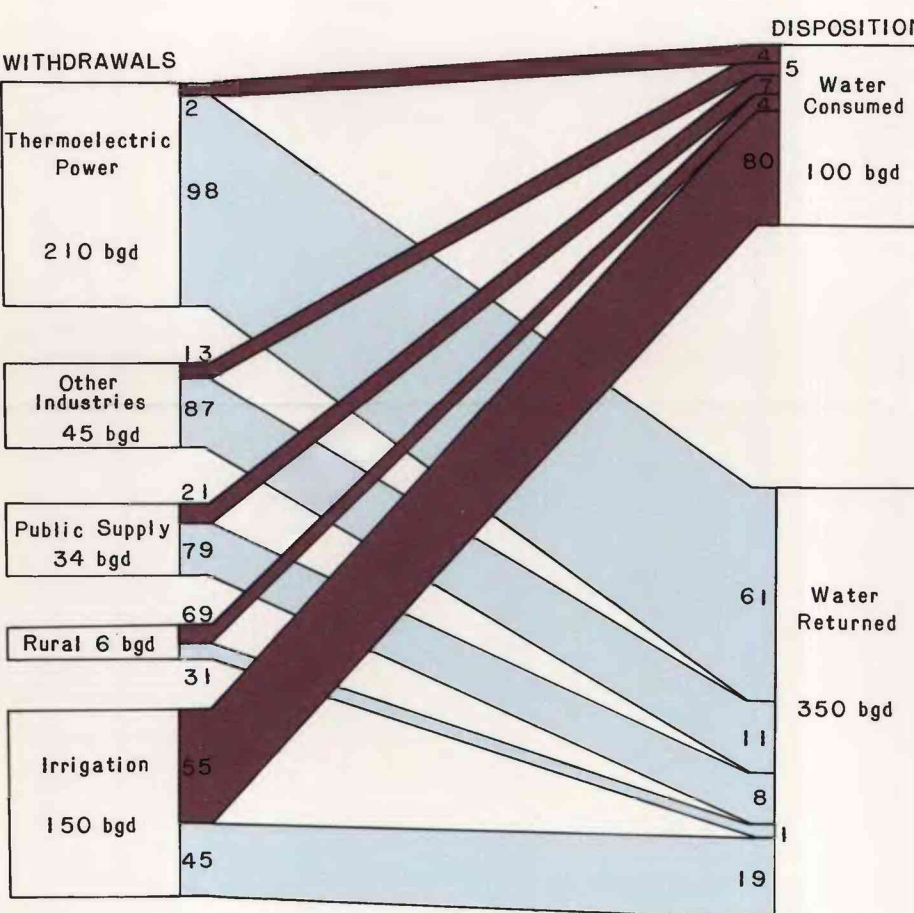 DISPOSITION
WITHDRAWALS
Thermoelectric
Power
210 bgd
2
98
Other
Industries
45 bgd
13
87
Public Supply
34 bgd
21
79
Rural 6 bgd
69
31
Irrigation
150 bgd
55
45
4
5
7
4
80
Water
Consumed
100 bgd
61
11
8
1
19
Water
Returned
350 bgd